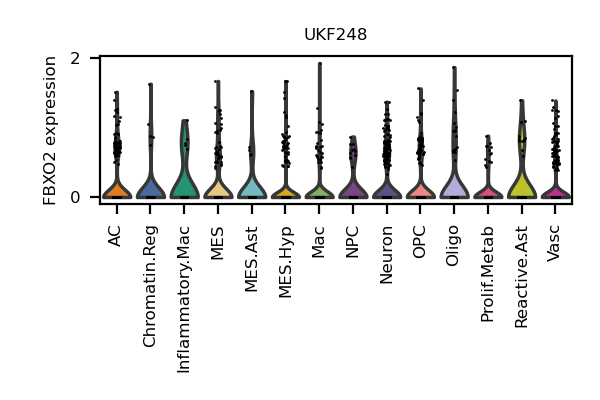 UKF248
FBXO2 expression
2
0
AC
Chromatin.Reg
Inflammatory.Mac
MES
MES.Ast
MES.Hyp
Mac
NPC
Neuron
OPC
Oligo
Prolif.Metab
Reactive.Ast
Vasc